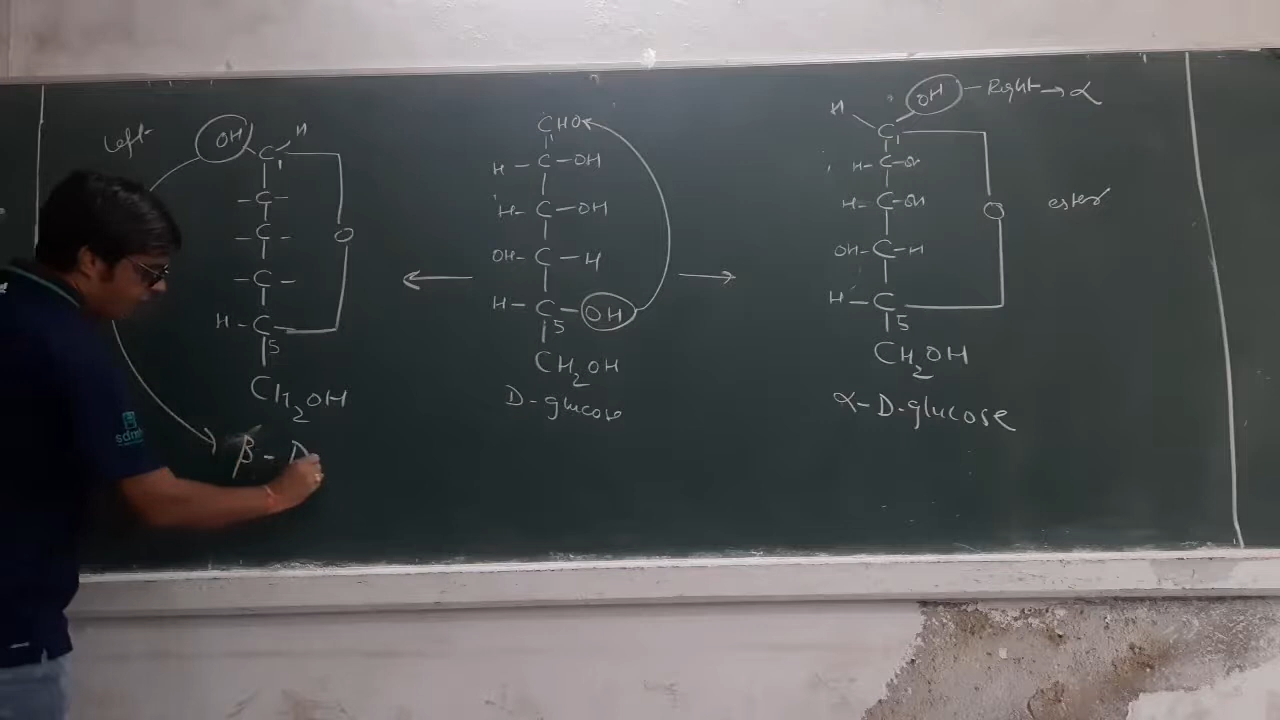 Left
OH H
C1
-C-
-C-
-C-
O
H-C
5
CH2OH
β-D
CHO
1
H-C-OH
H-C-OH
OH-C-H
H-C-OH
5
CH2OH
D-glucose
H OH - Right → α
C1
H-C-OH
H-C-OH
OH-C-H
O
ester
H-C
5
CH2OH
α-D-glucose